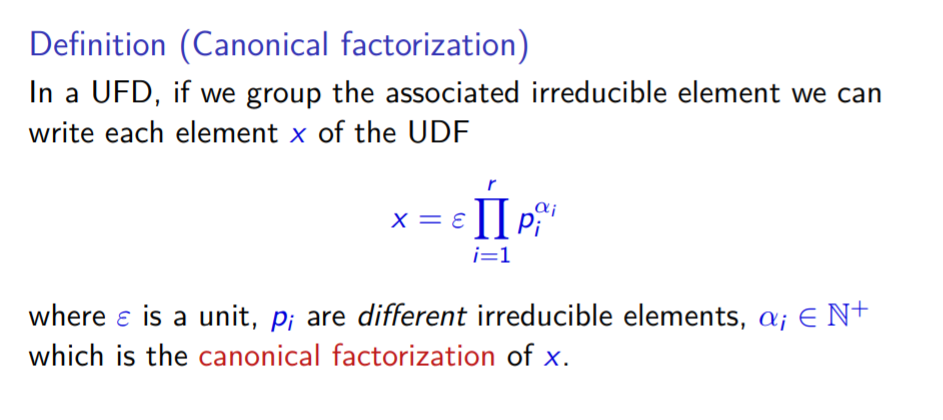 Definition (Canonical factorization)
In a UFD, if we group the associated irreducible element we can
write each element x of the UDF
x = ε ∏_{i=1}^{r} p_i^{α_i}
where ε is a unit, p_i are different irreducible elements, α_i ∈ ℕ⁺
which is the canonical factorization of x.